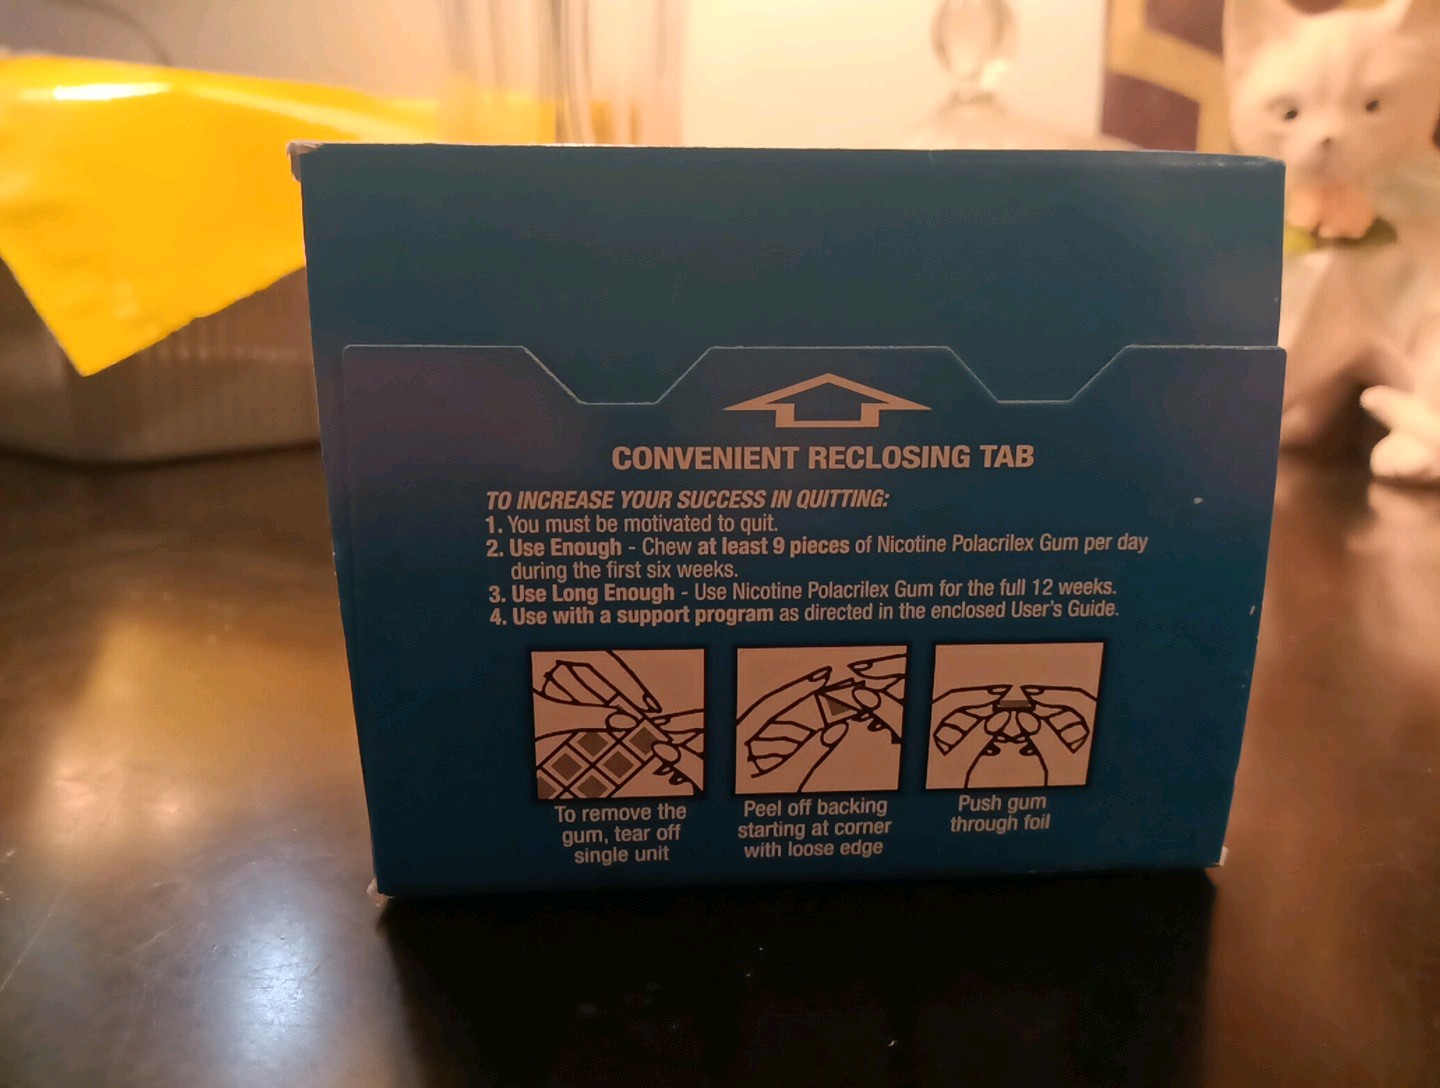 CONVENIENT RECLOSING TAB
TO INCREASE YOUR SUCCESS IN QUITTING:
1. You must be motivated to quit.
2. Use Enough - Chew at least 9 pieces of Nicotine Polacrilex Gum per day
during the first six weeks.
3. Use Long Enough - Use Nicotine Polacrilex Gum for the full 12 weeks.
4. Use with a support program as directed in the enclosed User's Guide.
To remove the
gum, tear off
single unit
Peel off backing
starting at corner
with loose edge
Push gum
through foil